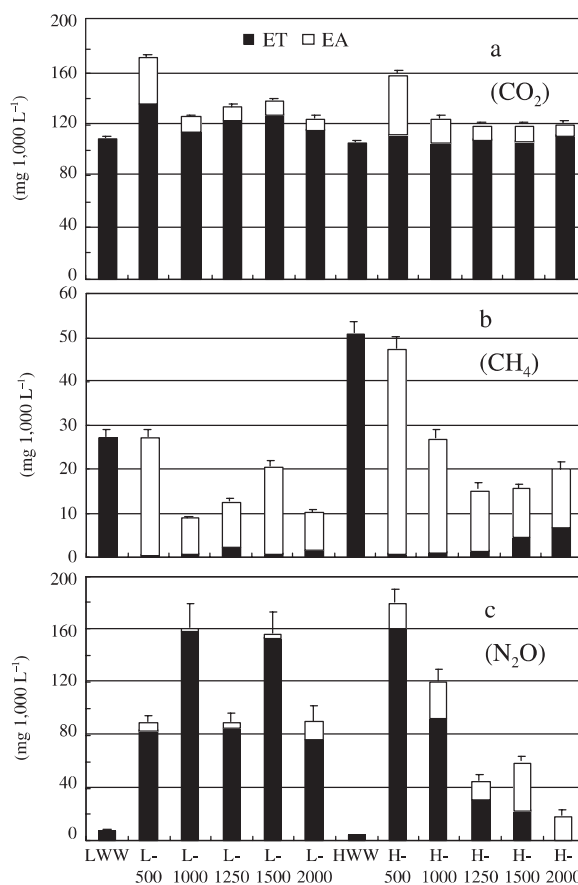 ET EA
a
(CO₂)
(mg 1,000 L⁻¹)
200
160
120
80
40
0
b
(CH₄)
(mg 1,000 L⁻¹)
60
50
40
30
20
10
0
c
(N₂O)
(mg 1,000 L⁻¹)
200
160
120
80
40
0
LWW L- L- L- L- L- HWW H- H- H- H- H-
500 1000 1250 1500 2000 500 1000 1250 1500 2000